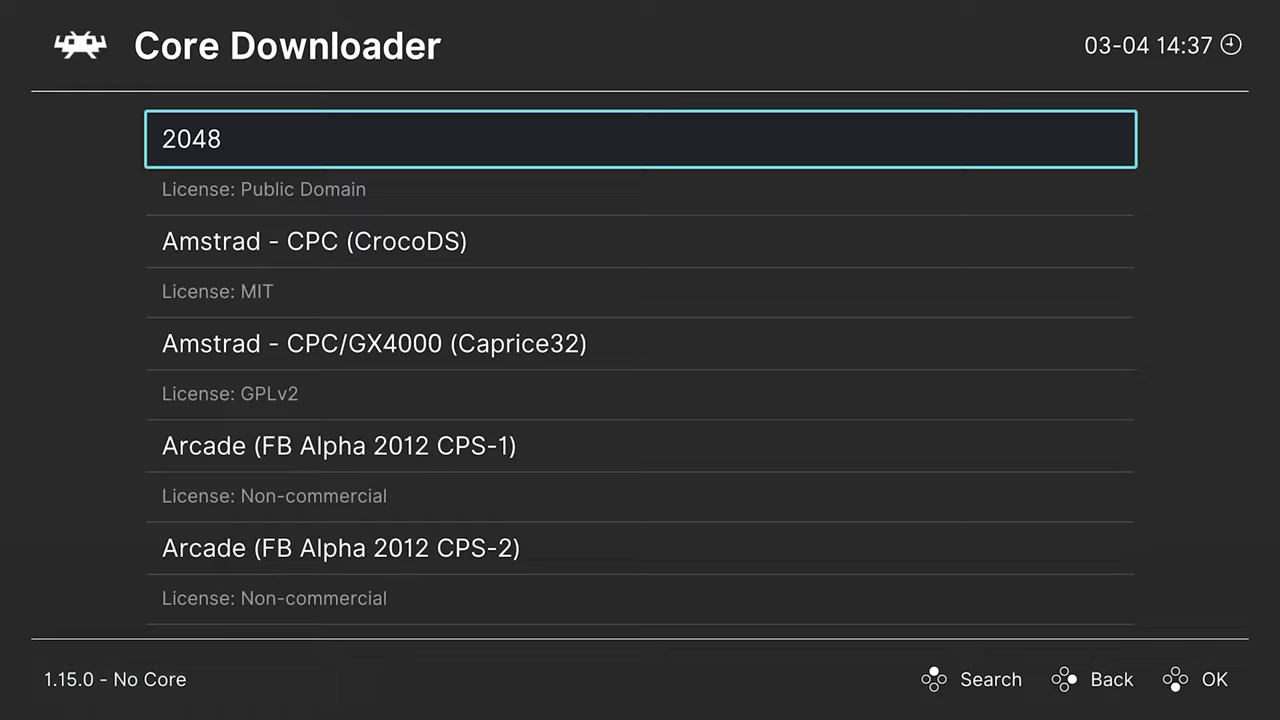 Core Downloader
03-04 14:37
2048
License: Public Domain
Amstrad - CPC (CrocoDS)
License: MIT
Amstrad - CPC/GX4000 (Caprice32)
License: GPLv2
Arcade (FB Alpha 2012 CPS-1)
License: Non-commercial
Arcade (FB Alpha 2012 CPS-2)
License: Non-commercial
1.15.0 - No Core
Search Back OK